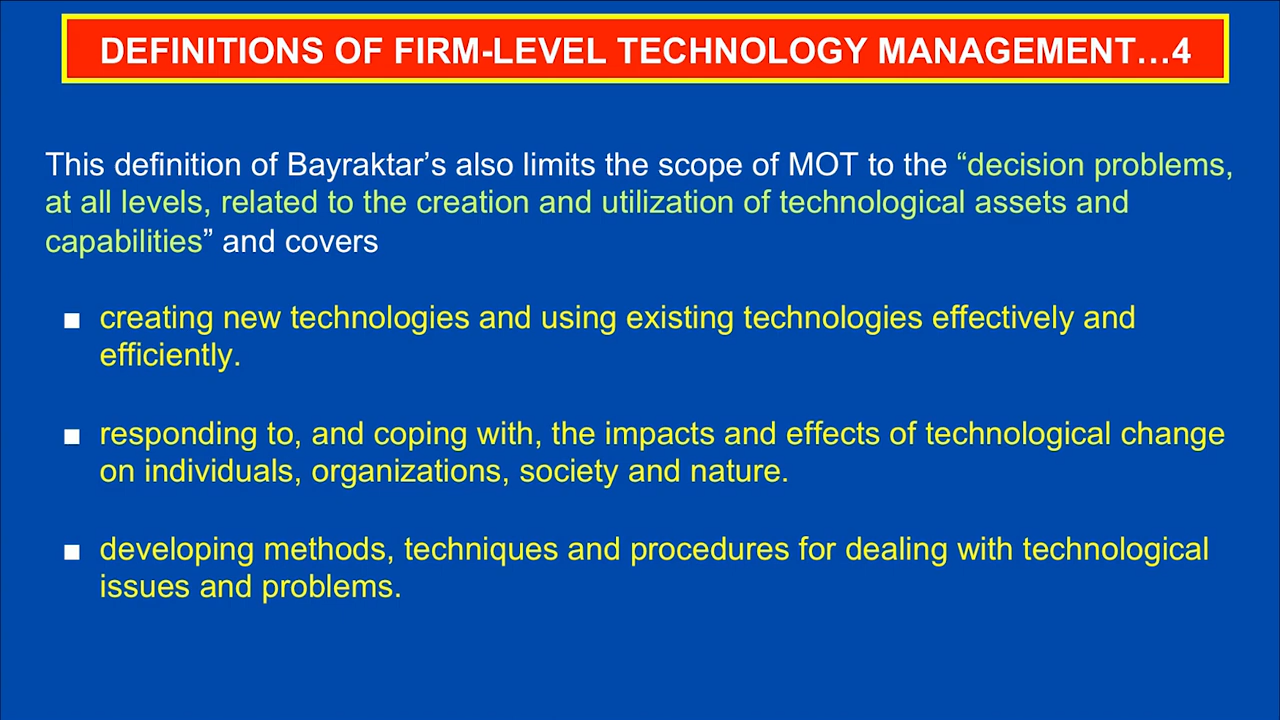 DEFINITIONS OF FIRM-LEVEL TECHNOLOGY MANAGEMENT…4
This definition of Bayraktar’s also limits the scope of MOT to the “decision problems,
at all levels, related to the creation and utilization of technological assets and
capabilities” and covers
■ creating new technologies and using existing technologies effectively and
efficiently.
■ responding to, and coping with, the impacts and effects of technological change
on individuals, organizations, society and nature.
■ developing methods, techniques and procedures for dealing with technological
issues and problems.